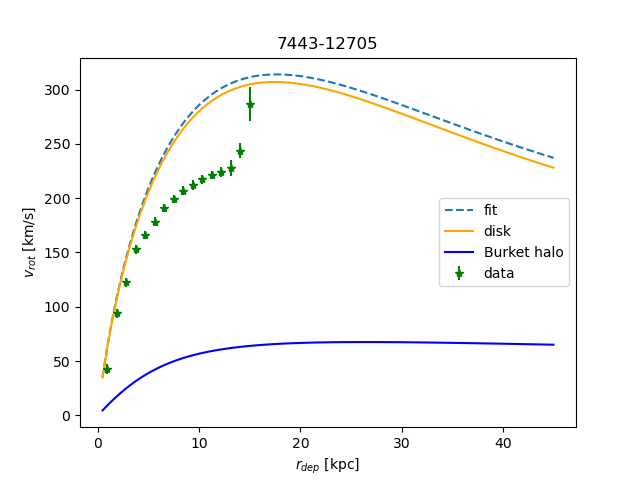 7443-12705
v_rot [km/s]
300
250
200
150
100
50
0
fit
disk
Burket halo
data
0 10 20 30 40
r_dep [kpc]